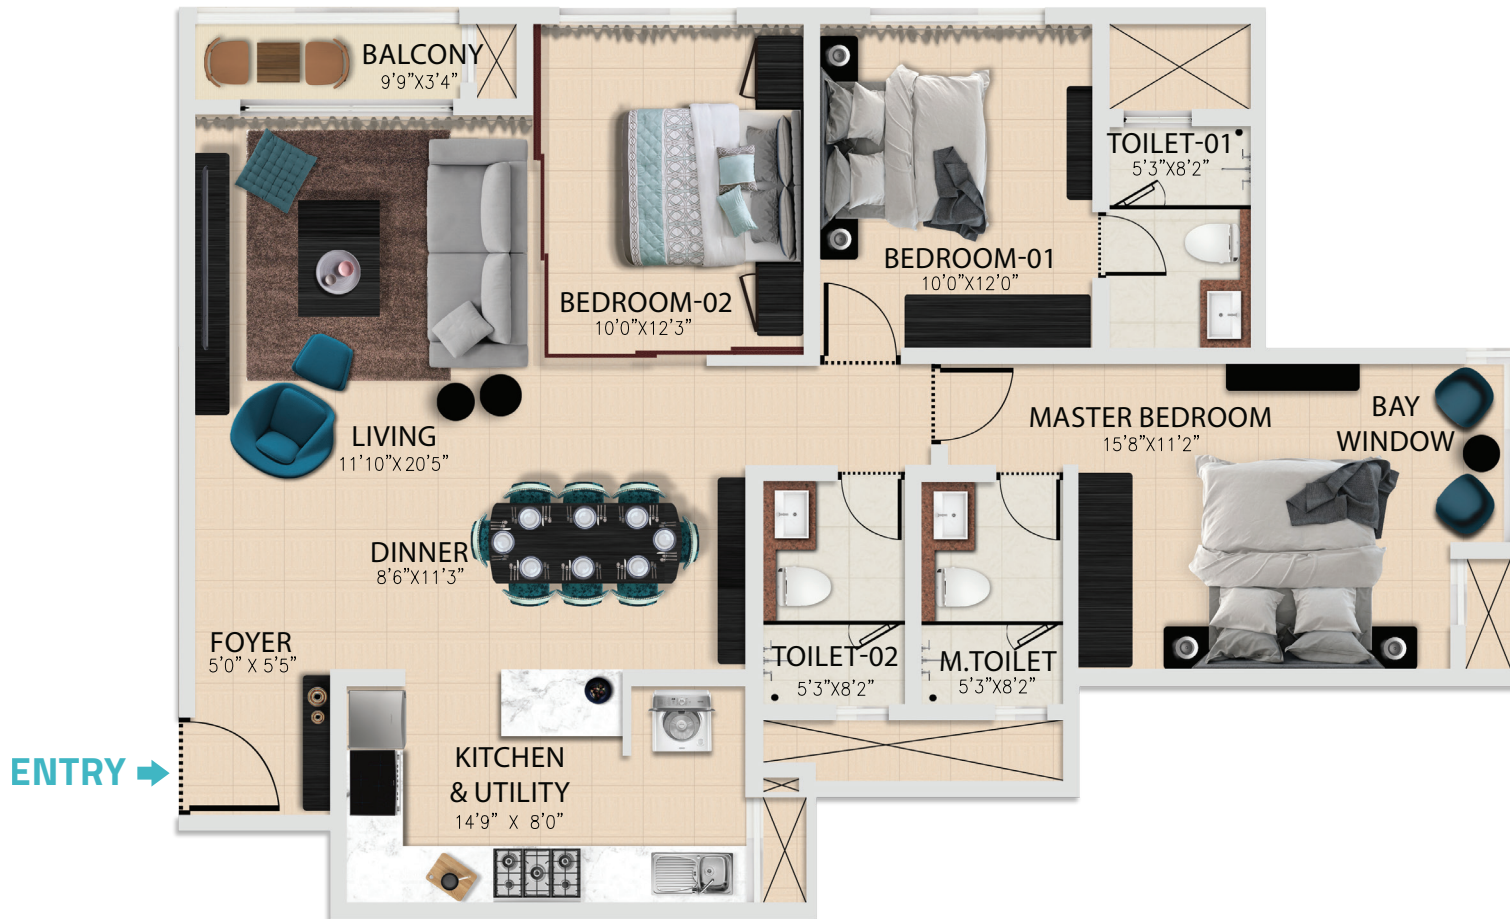 BALCONY
9'9"X3'4"
TOILET-01
5'3"X8'2"
BEDROOM-01
10'0"X12'0"
BEDROOM-02
10'0"X12'3"
LIVING
11'10"X20'5"
MASTER BEDROOM
15'8"X11'2"
BAY
WINDOW
DINNER
8'6"X11'3"
FOYER
5'0" X 5'5"
TOILET-02
5'3"X8'2"
M.TOILET
5'3"X8'2"
ENTRY
KITCHEN
& UTILITY
14'9" X 8'0"